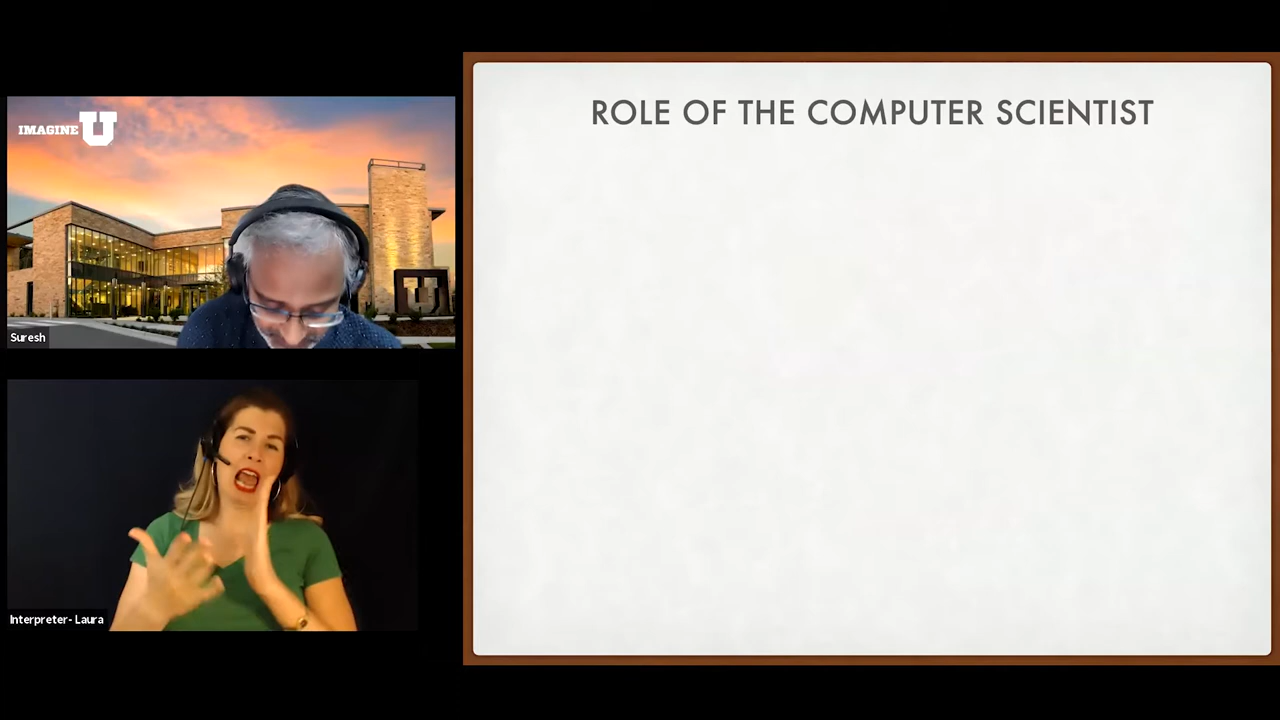 IMAGINE U
Suresh
Interpreter- Laura
ROLE OF THE COMPUTER SCIENTIST